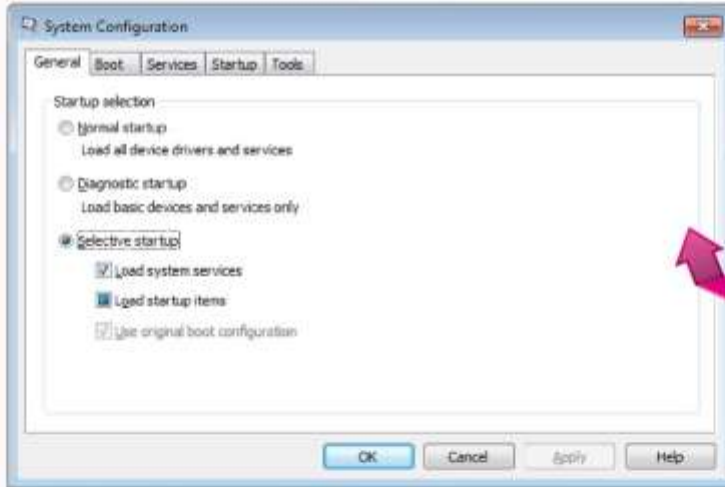 System Configuration
General Boot Services Startup Tools
Startup selection
Normal startup
Load all device drivers and services
Diagnostic startup
Load basic devices and services only
Selective startup
Load system services
Load startup items
Use original boot configuration
OK Cancel Apply Help